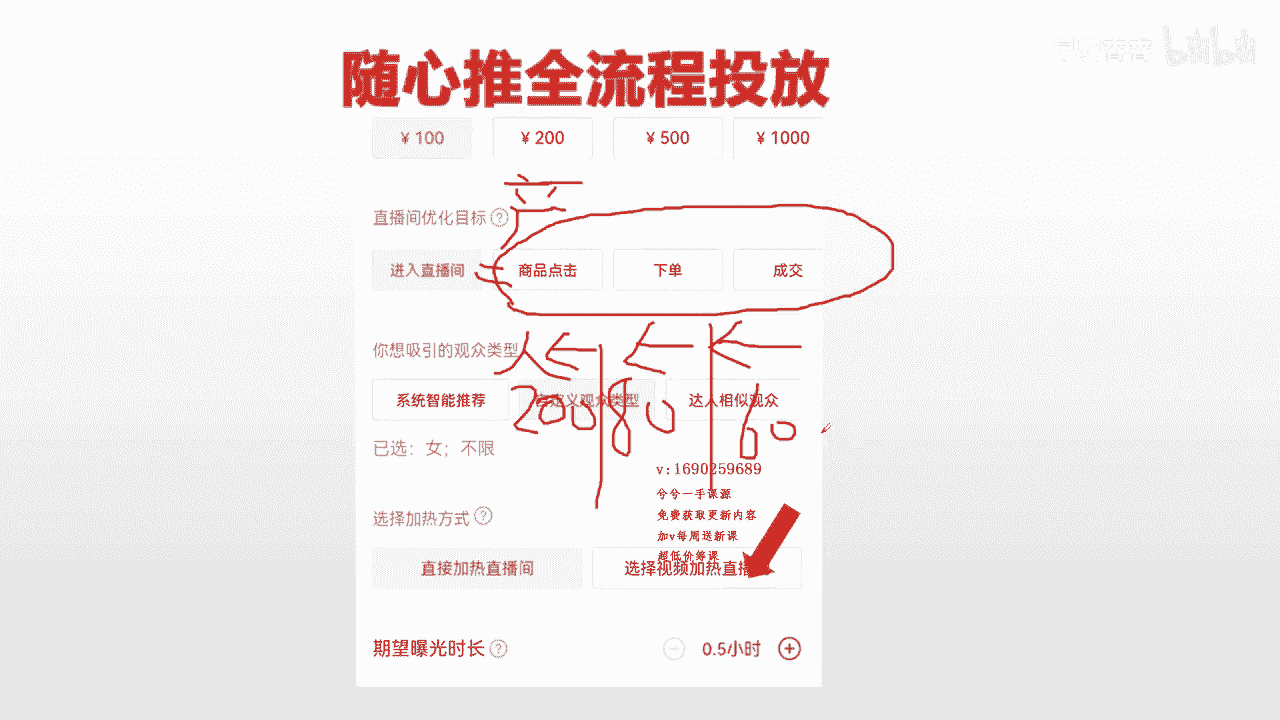 随心推全流程投放
bilibili
¥ 100 ¥ 200 ¥ 500 ¥ 1000
产
直播间优化目标 ?
进入直播间 商品点击 下单 成交
人
你想吸引的观众类型
系统智能推荐 自定义观众类型 达人相似观众
200 80 60
已选：女；不限
v:1690259689
兮兮一手课源
免费获取更新内容
加v每周送新课
超低价筹课
选择加热方式 ?
直接加热直播间 选择视频加热直播
期望曝光时长 ? 0.5小时